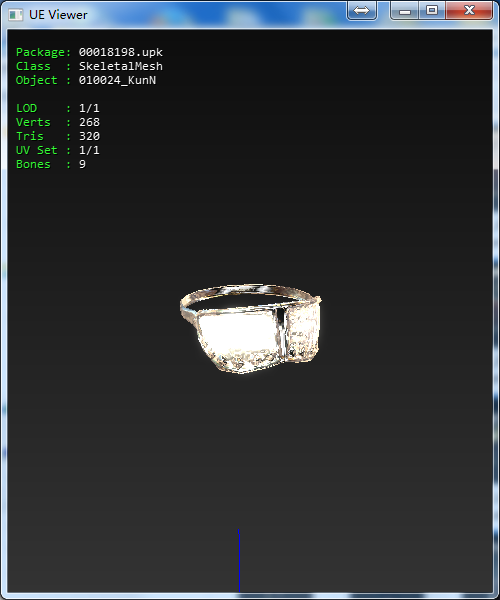 UE Viewer
Package: 00018198.upk
Class : SkeletalMesh
Object : 010024_KunN
LOD : 1/1
Verts : 268
Tris : 320
UV Set : 1/1
Bones : 9